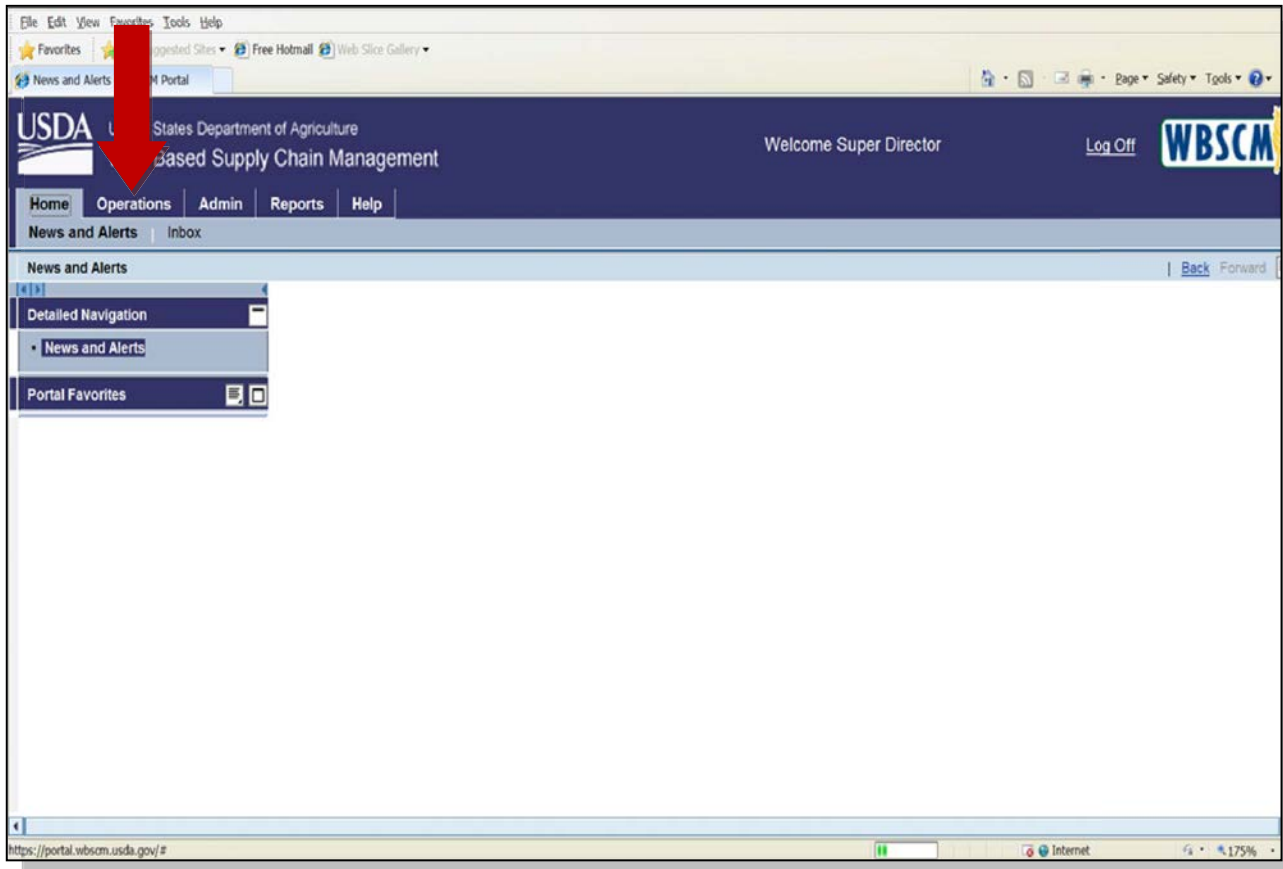 File Edit View Favorites Tools Help
Favorites Suggested Sites Free Hotmail Web Slice Gallery
News and Alerts M Portal Page Safety Tools
USDA States Department of Agriculture
Based Supply Chain Management
Welcome Super Director
Log Off
WBSCM
Home Operations Admin Reports Help
News and Alerts Inbox
News and Alerts Back Forward
Detailed Navigation
News and Alerts
Portal Favorites
https://portal.wbscm.usda.gov/# Internet 175%